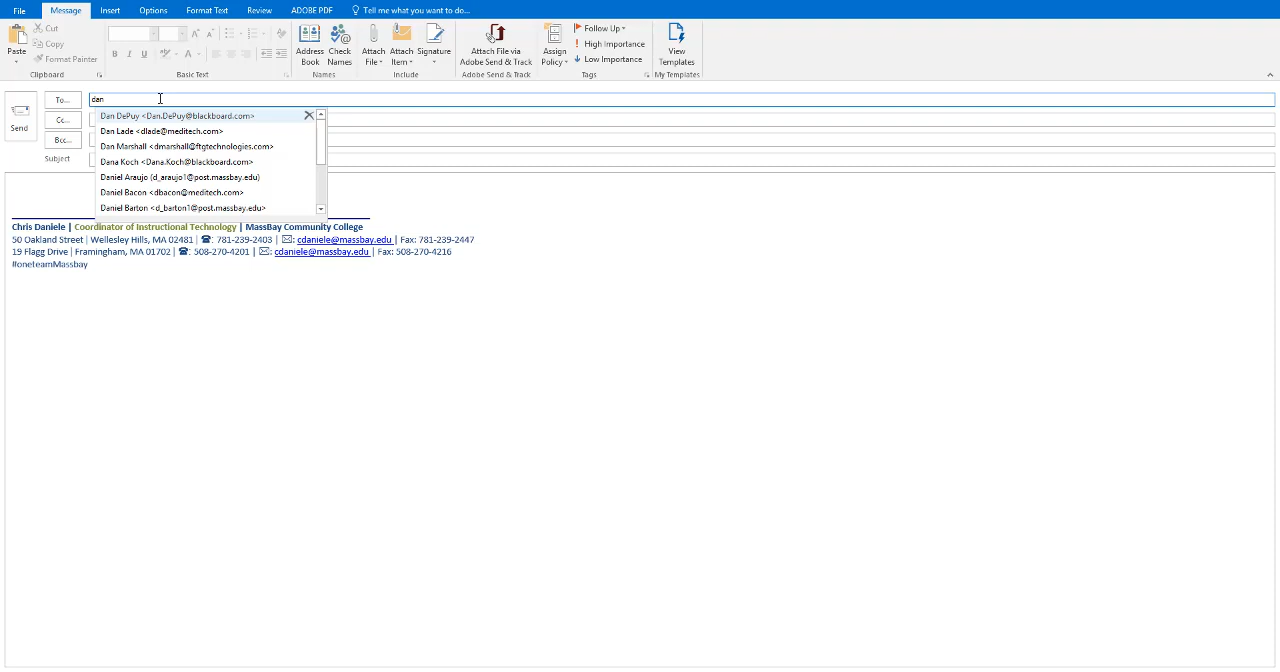 File Message Insert Options Format Text Review ADOBE PDF Tell me what you want to do...
Cut
Copy
Format Painter
Paste
B I U
A
Address Book
Check Names
Attach File
Attach Item
Signature
Attach File via Adobe Send & Track
Assign Policy
Follow Up
High Importance
Low Importance
View Templates
Clipboard Basic Text Names Include Adobe Send & Track Tags My Templates
Send
To... dan
Cc...
Bcc...
Subject
Dan DePuy <Dan.DePuy@blackboard.com>
Dan Lade <dlade@meditech.com>
Dan Marshall <dmarshall@ftgtechnologies.com>
Dana Koch <Dana.Koch@blackboard.com>
Daniel Araujo (d_araujo1@post.massbay.edu)
Daniel Bacon <dbacon@meditech.com>
Daniel Barton <d_barton1@post.massbay.edu>
Chris Daniele | Coordinator of Instructional Technology | MassBay Community College
50 Oakland Street | Wellesley Hills, MA 02481 | ☎: 781-239-2403 | ✉: cdaniele@massbay.edu | Fax: 781-239-2447
19 Flagg Drive | Framingham, MA 01702 | ☎: 508-270-4201 | ✉: cdaniele@massbay.edu | Fax: 508-270-4216
#oneteamMassbay